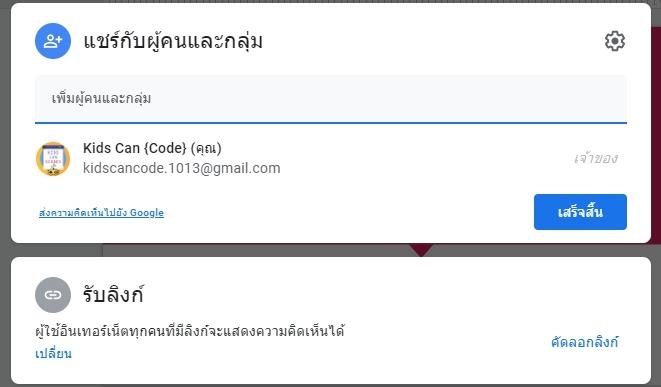 แชร์กับผู้คนและกลุ่ม
เพิ่มผู้คนและกลุ่ม
Kids Can {Code} (คุณ)
kidscancode.1013@gmail.com
เจ้าของ
ส่งความคิดเห็นไปยัง Google
เสร็จสิ้น
รับลิงก์
ผู้ใช้อินเทอร์เน็ตทุกคนที่มีลิงก์จะแสดงความคิดเห็นได้
เปลี่ยน
คัดลอกลิงก์